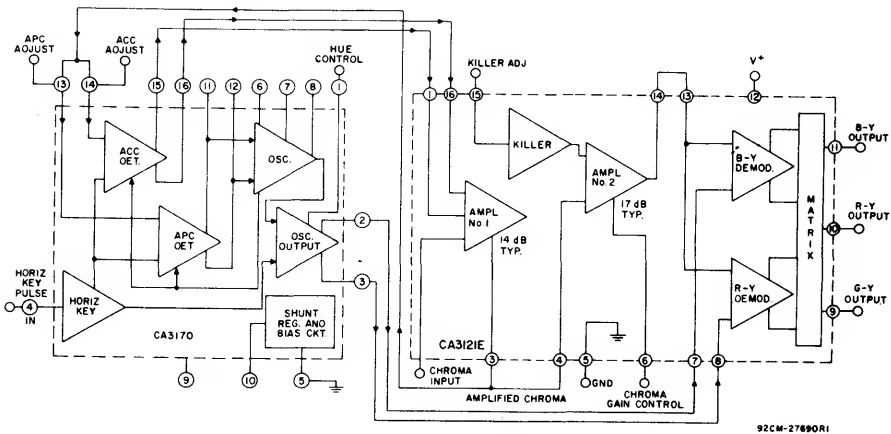 APC
ADJUST
ACC
ADJUST
HUE
CONTROL
KILLER ADJ
V+
13
14
15
16
11
12
6
7
8
1
1
16
15
14
13
12
ACC
OET.
OSC.
KILLER
AMPL
No.2
17 dB
TYP.
B-Y
DEMOD.
MATRIX
11
B-Y
OUTPUT
APC
OET
OSC.
OUTPUT
2
3
AMPL
No.1
14 dB
TYP.
10
R-Y
OUTPUT
HORIZ
KEY
PULSE
4
IN
HORIZ
KEY
SHUNT
REG. AND
BIAS CKT.
R-Y
OEMOD.
9
G-Y
OUTPUT
CA3170
CA3121E
9
10
5
3
4
5
6
7
8
CHROMA
INPUT
AMPLIFIED CHROMA
GND
CHROMA
GAIN CONTROL
92CM-27690RI